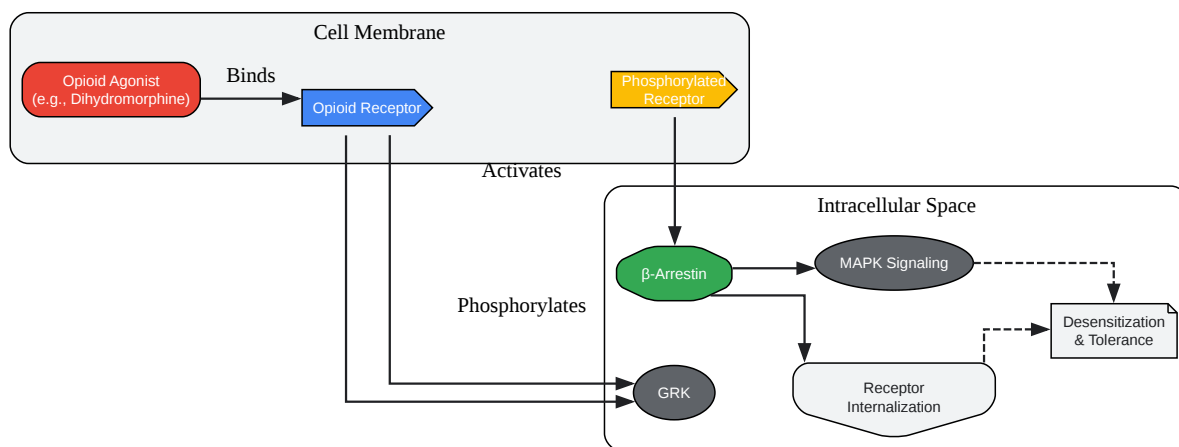 Cell Membrane
Opioid Agonist
(e.g., Dihydromorphine)
Binds
Opioid Receptor
Phosphorylated
Receptor
Activates
Intracellular Space
β-Arrestin
MAPK Signaling
Phosphorylates
Desensitization
& Tolerance
GRK
Receptor
Internalization